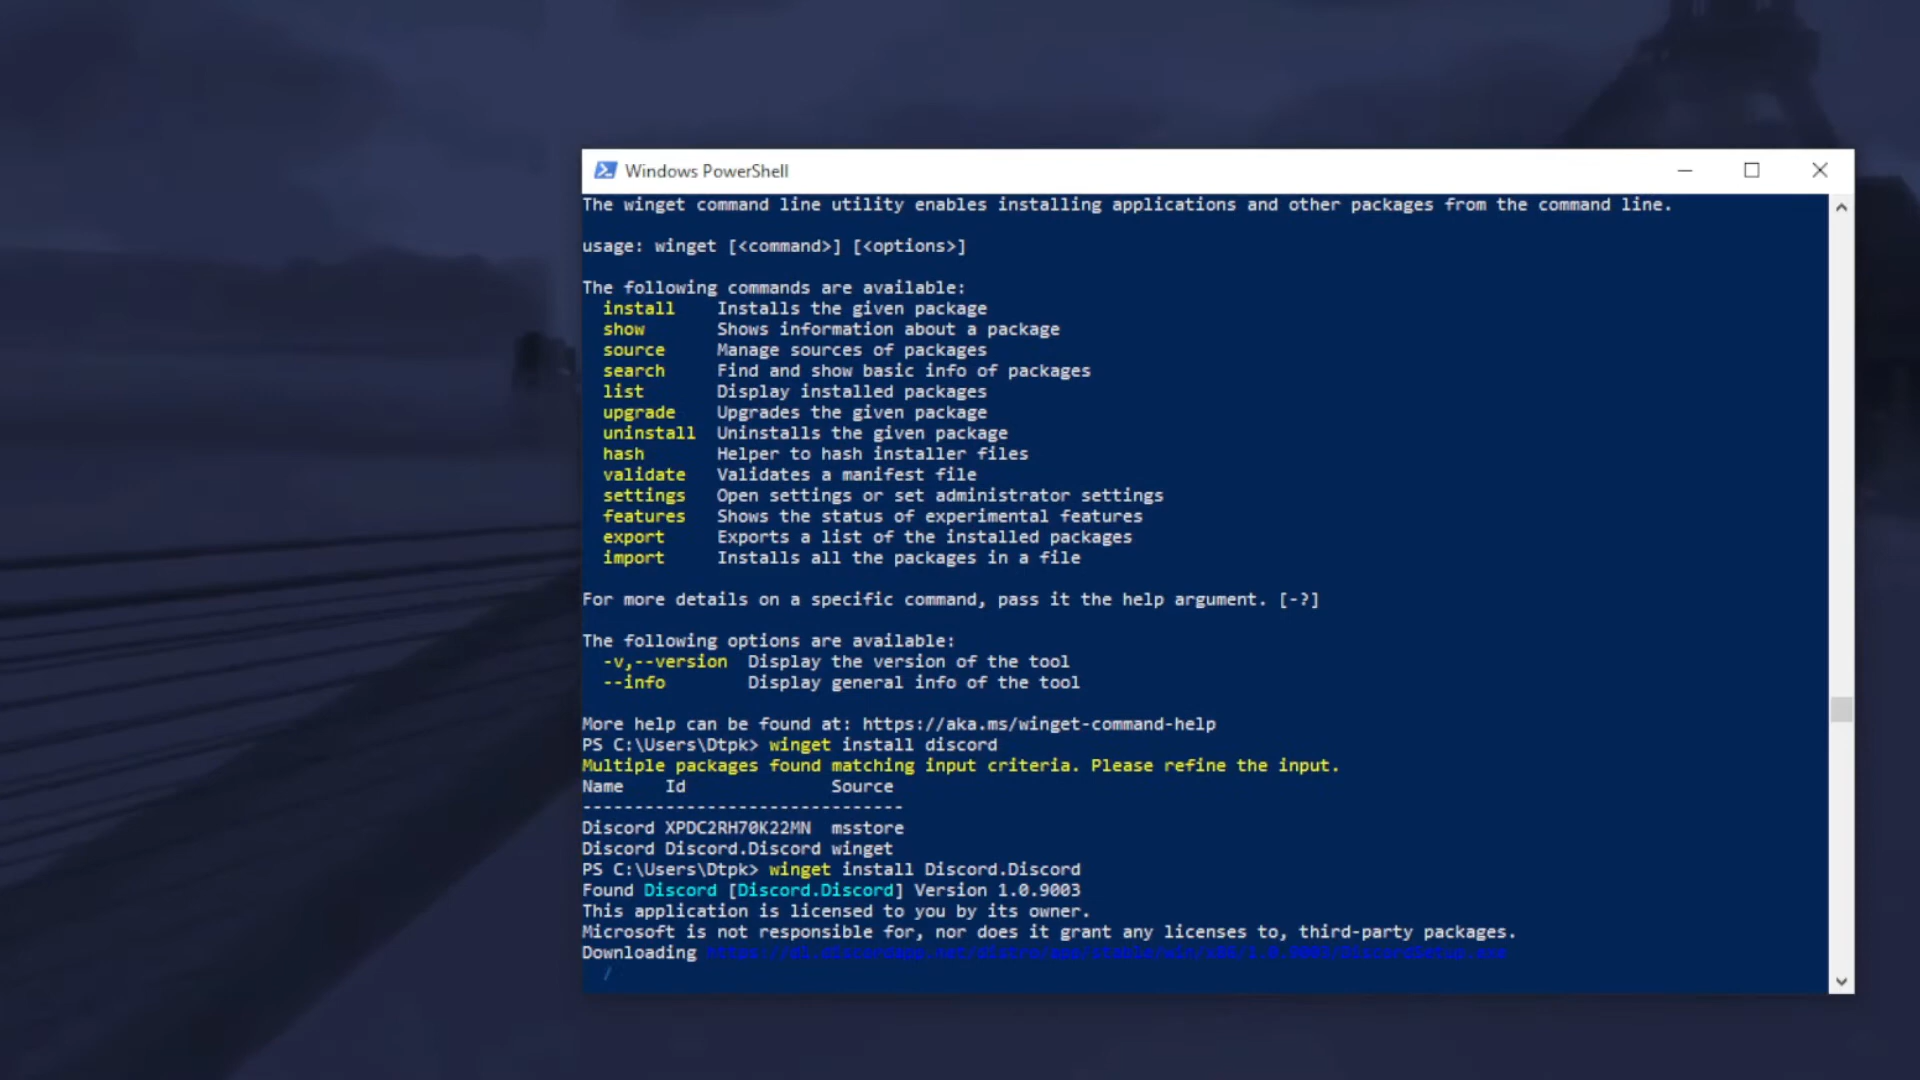 Windows PowerShell
The winget command line utility enables installing applications and other packages from the command line.
usage: winget [<command>] [<options>]
The following commands are available:
install Installs the given package
show Shows information about a package
source Manage sources of packages
search Find and show basic info of packages
list Display installed packages
upgrade Upgrades the given package
uninstall Uninstalls the given package
hash Helper to hash installer files
validate Validates a manifest file
settings Open settings or set administrator settings
features Shows the status of experimental features
export Exports a list of the installed packages
import Installs all the packages in a file
For more details on a specific command, pass it the help argument. [-?]
The following options are available:
-v,--version Display the version of the tool
--info Display general info of the tool
More help can be found at: https://aka.ms/winget-command-help
PS C:\Users\Dtpk> winget install discord
Multiple packages found matching input criteria. Please refine the input.
Name Id Source
-------------------------------
Discord XPDC2RH70K22MN msstore
Discord Discord.Discord winget
PS C:\Users\Dtpk> winget install Discord.Discord
Found Discord [Discord.Discord] Version 1.0.9003
This application is licensed to you by its owner.
Microsoft is not responsible for, nor does it grant any licenses to, third-party packages.
Downloading
/